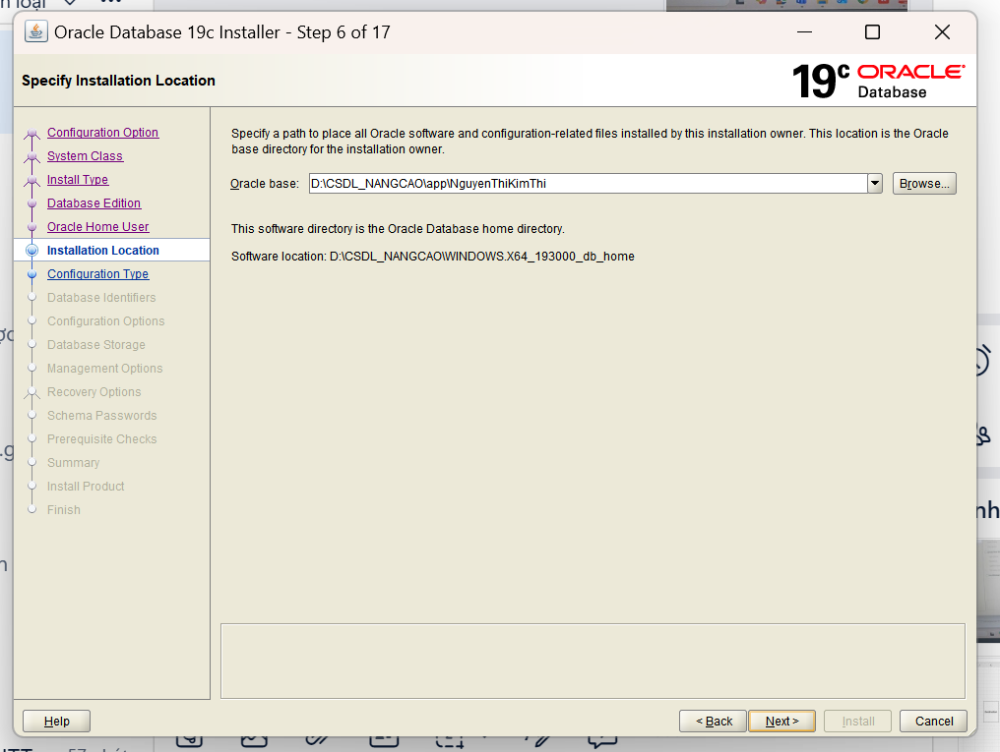 Oracle Database 19c Installer - Step 6 of 17
Specify Installation Location
19c ORACLE
Database
Configuration Option
System Class
Install Type
Database Edition
Oracle Home User
Installation Location
Configuration Type
Database Identifiers
Configuration Options
Database Storage
Management Options
Recovery Options
Schema Passwords
Prerequisite Checks
Summary
Install Product
Finish
Specify a path to place all Oracle software and configuration-related files installed by this installation owner. This location is the Oracle
base directory for the installation owner.
Oracle base: D:\CSDL_NANGCAO\app\NguyenThiKimThi Browse...
This software directory is the Oracle Database home directory.
Software location: D:\CSDL_NANGCAO\WINDOWS.X64_193000_db_home
Help < Back Next > Install Cancel